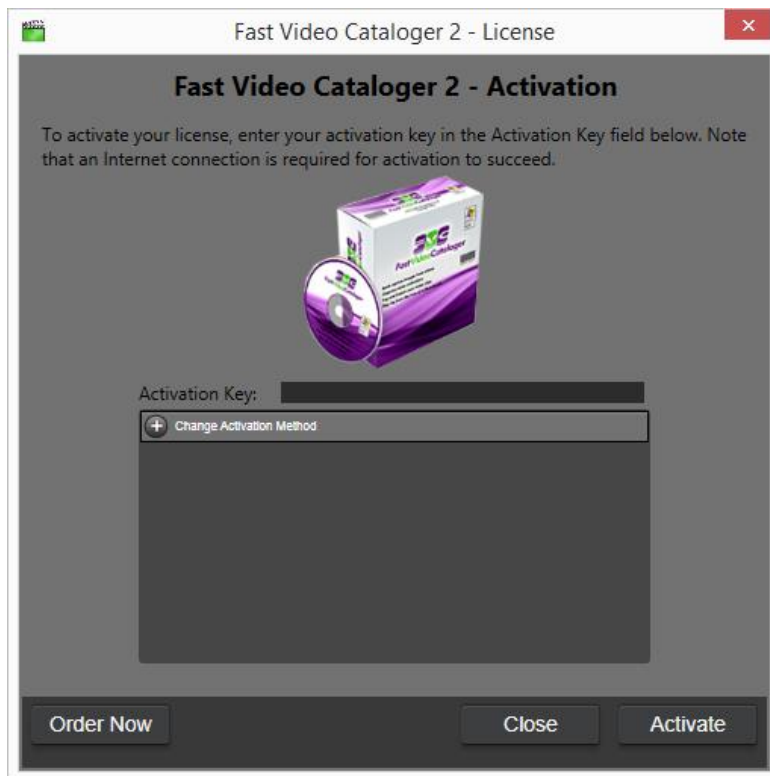 Fast Video Cataloger 2 - License
Fast Video Cataloger 2 - Activation
To activate your license, enter your activation key in the Activation Key field below. Note
that an Internet connection is required for activation to succeed.
FastVideoCataloger
Activation Key:
Change Activation Method
Order Now
Close
Activate